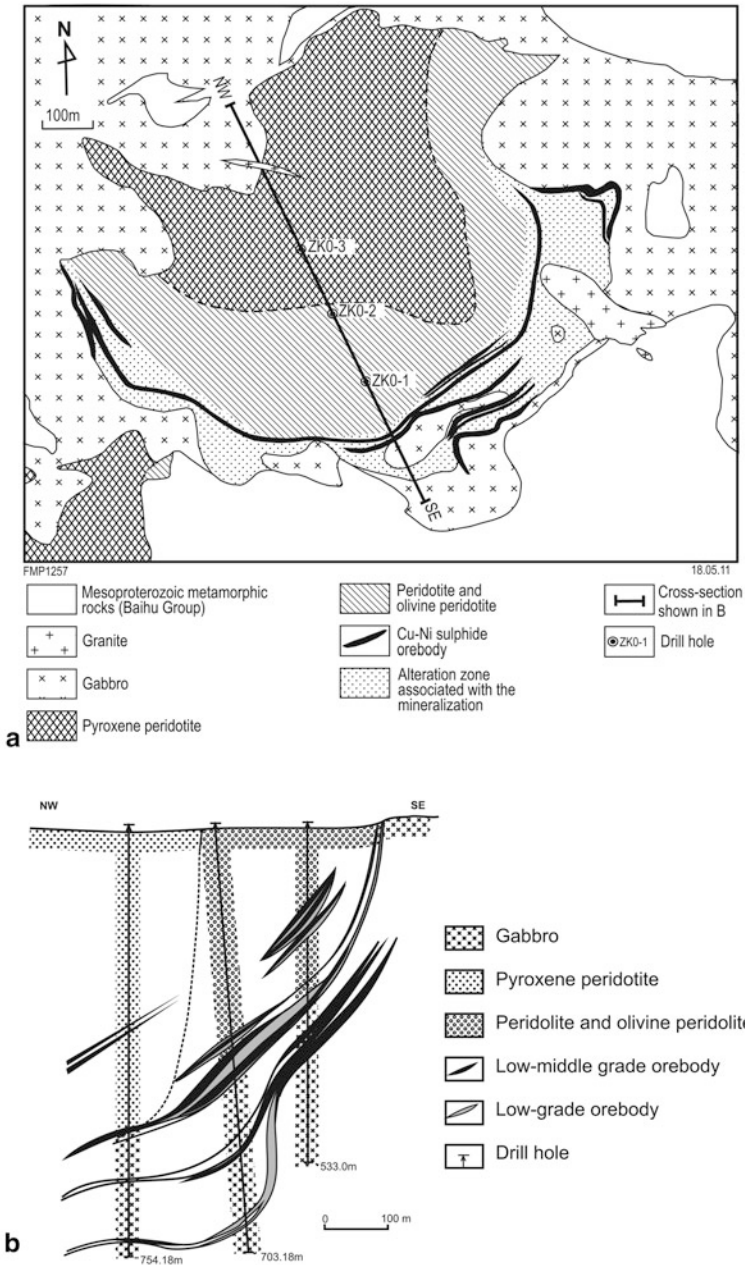 N
100m
NW
ZK0-3
ZK0-2
ZK0-1
SE
FMP1257
18.05.11
Mesoproterozoic metamorphic
rocks (Baihu Group)
Granite
Gabbro
Pyroxene peridotite
Peridotite and
olivine peridotite
Cu-Ni sulphide
orebody
Alteration zone
associated with the
mineralization
Cross-section
shown in B
ZK0-1 Drill hole
a
NW
SE
533.0m
703.18m
754.18m
0 100 m
Gabbro
Pyroxene peridotite
Peridolite and olivine peridolite
Low-middle grade orebody
Low-grade orebody
Drill hole
b